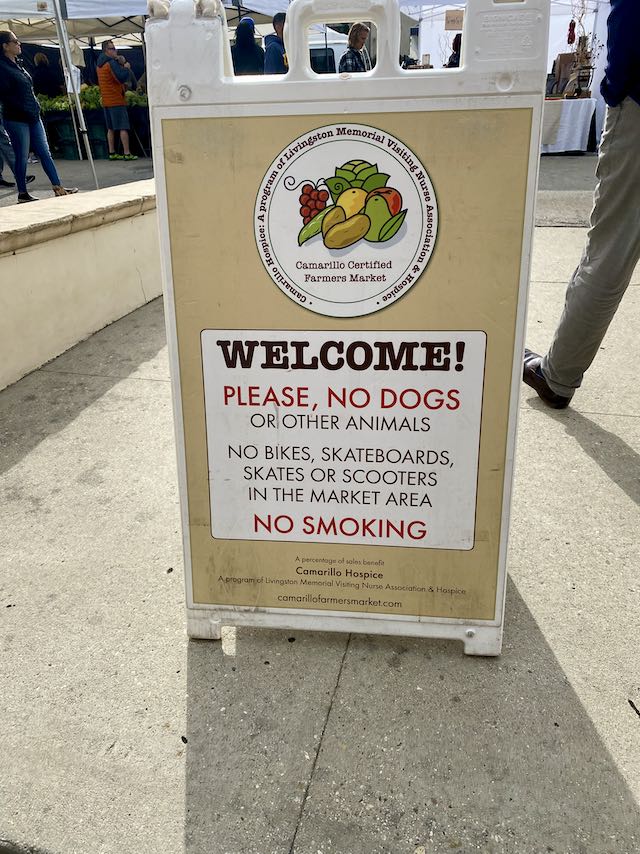 Camarillo Hospice: A program of Livingston Memorial Visiting Nurse Association & Hospice
Camarillo Certified
Farmers Market
WELCOME!
PLEASE, NO DOGS
OR OTHER ANIMALS
NO BIKES, SKATEBOARDS,
SKATES OR SCOOTERS
IN THE MARKET AREA
NO SMOKING
A percentage of sales benefit
Camarillo Hospice
A program of Livingston Memorial Visiting Nurse Association & Hospice
camarillofarmersmarket.com